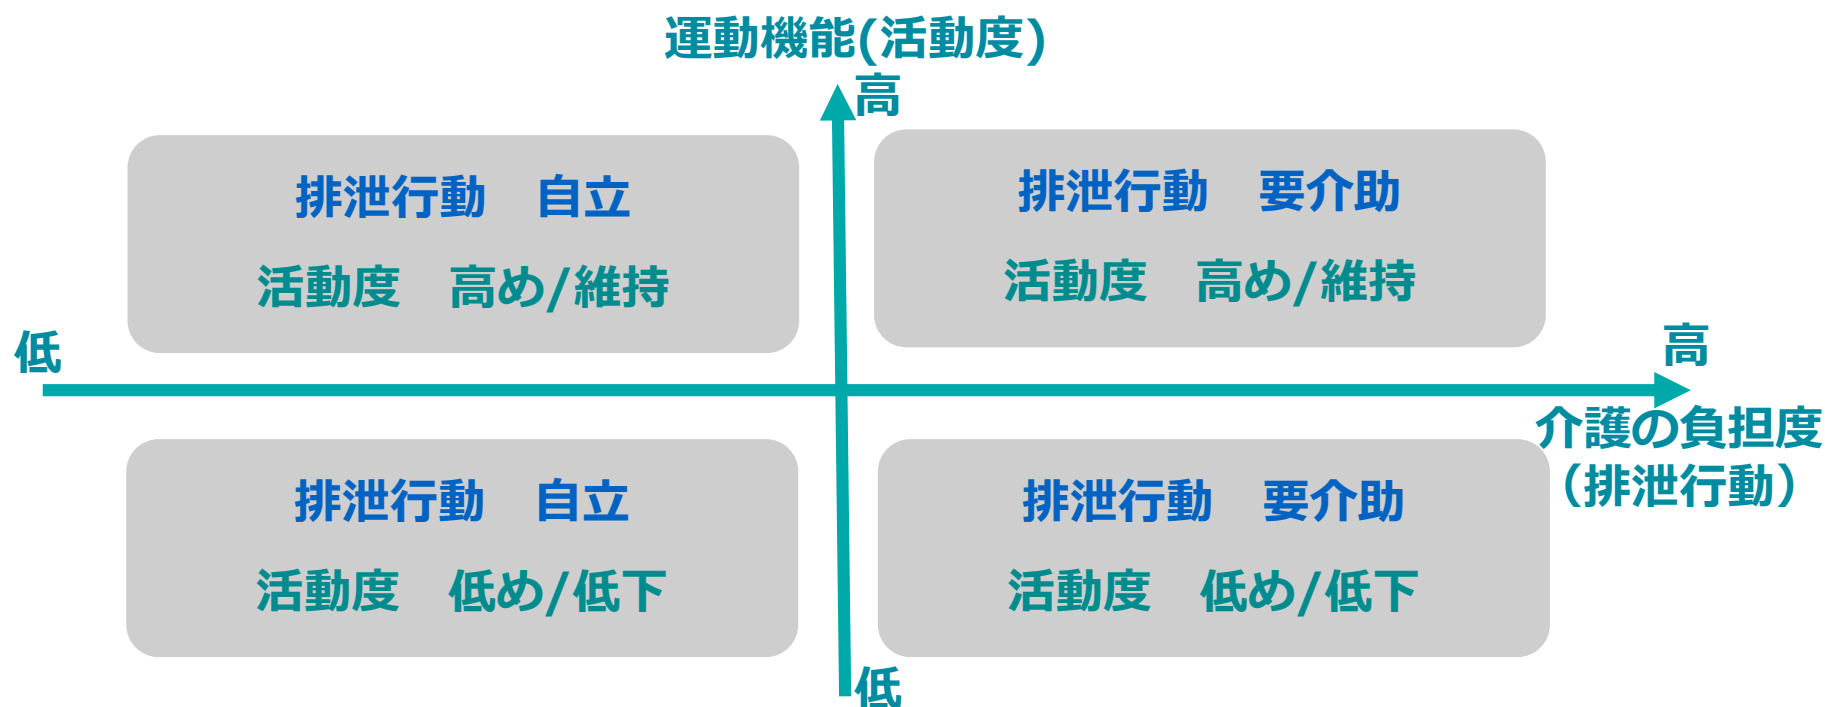 運動機能(活動度)
高
排泄行動　自立
活動度　高め/維持
排泄行動　要介助
活動度　高め/維持
低
高
介護の負担度
（排泄行動）
排泄行動　自立
活動度　低め/低下
排泄行動　要介助
活動度　低め/低下
低